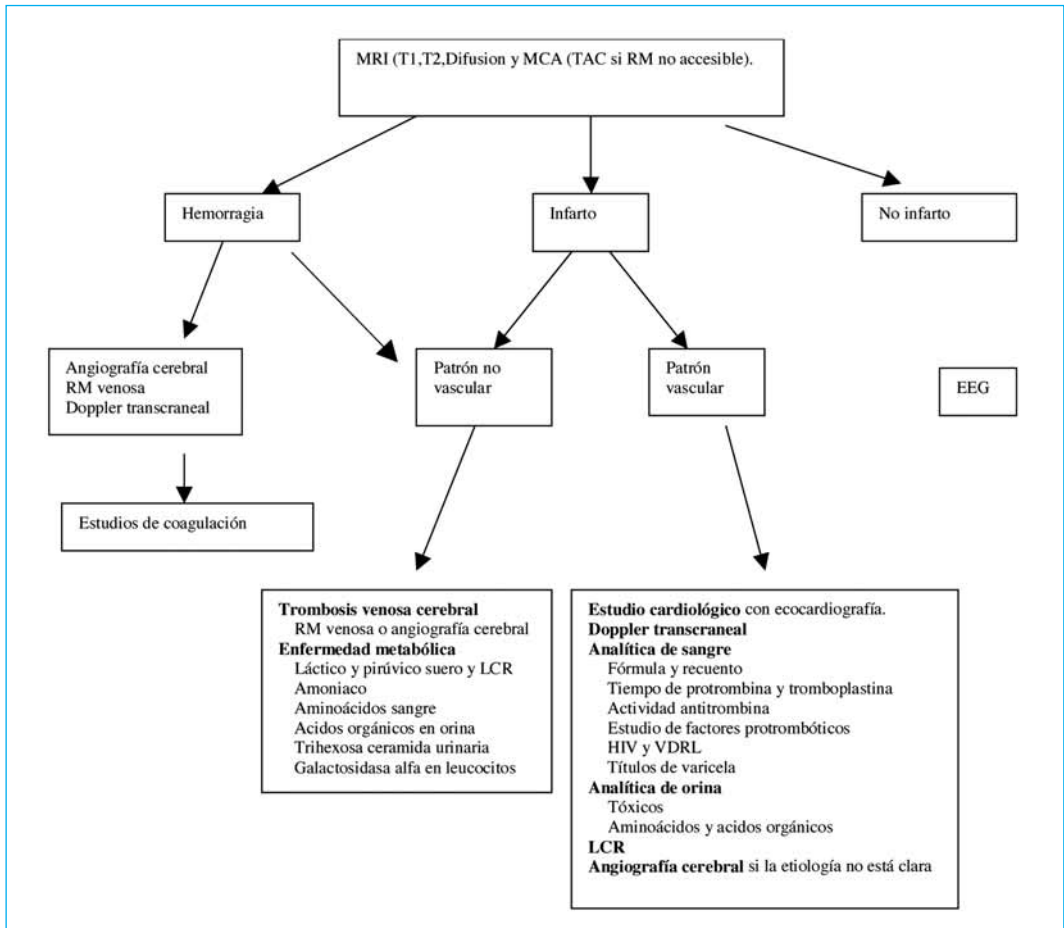 MRI (T1,T2,Difusion y MCA (TAC si RM no accesible).
Hemorragia
Infarto
No infarto
Angiografía cerebral
RM venosa
Doppler transcraneal
Patrón no
vascular
Patrón
vascular
EEG
Estudios de coagulación
Trombosis venosa cerebral
RM venosa o angiografía cerebral
Enfermedad metabólica
Láctico y pirúvico suero y LCR
Amoniaco
Aminoácidos sangre
Acidos orgánicos en orina
Trihexosa ceramida urinaria
Galactosidasa alfa en leucocitos
Estudio cardiológico con ecocardiografía.
Doppler transcraneal
Analítica de sangre
Fórmula y recuento
Tiempo de protrombina y tromboplastina
Actividad antitrombina
Estudio de factores protrombóticos
HIV y VDRL
Títulos de varicela
Analítica de orina
Tóxicos
Aminoácidos y acidos orgánicos
LCR
Angiografía cerebral si la etiología no está clara